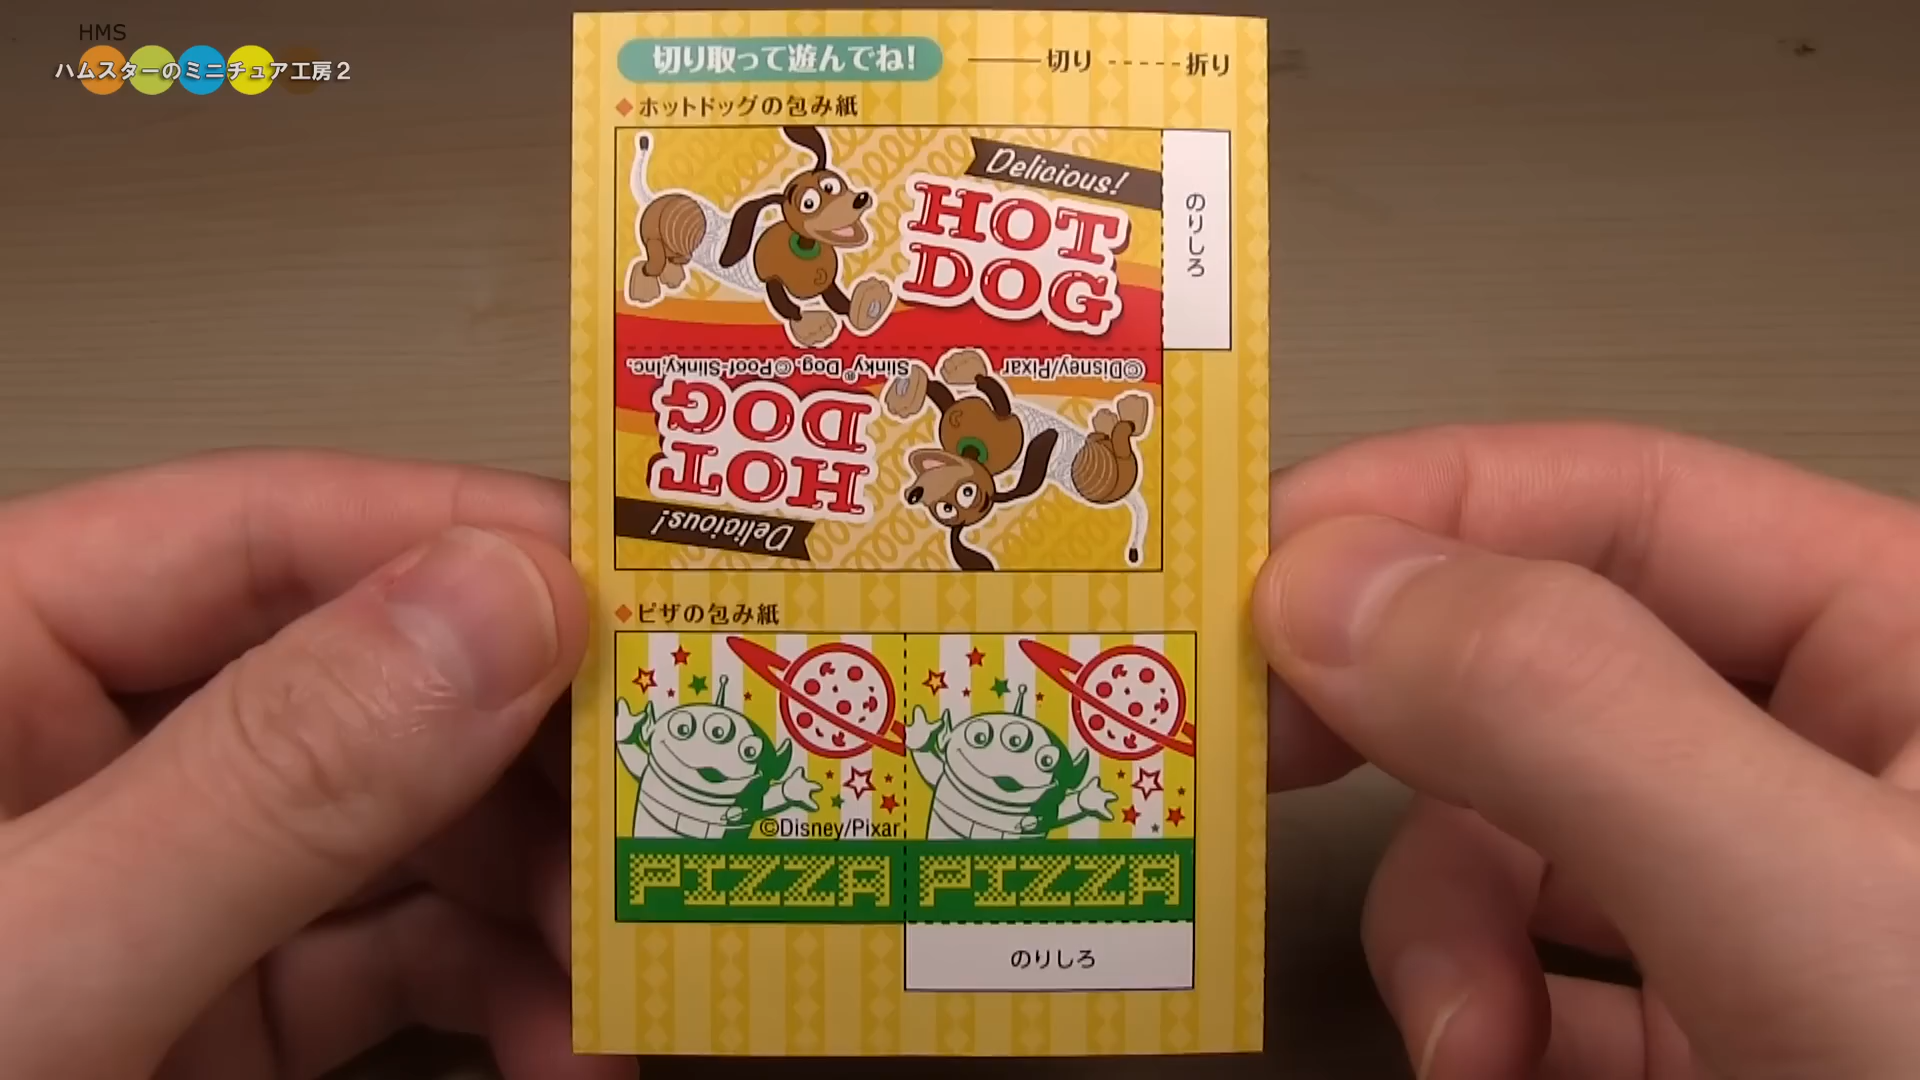 HMS
ハムスターのミニチュア工房2
切り取って遊んでね!
切り
折り
◆ホットドッグの包み紙
Delicious!
HOT
DOG
のりしろ
©Disney/Pixar
Slinky® Dog. ©Poof-Slinky,Inc.
Delicious!
HOT
DOG
◆ピザの包み紙
©Disney/Pixar
PIZZA PIZZA
のりしろ